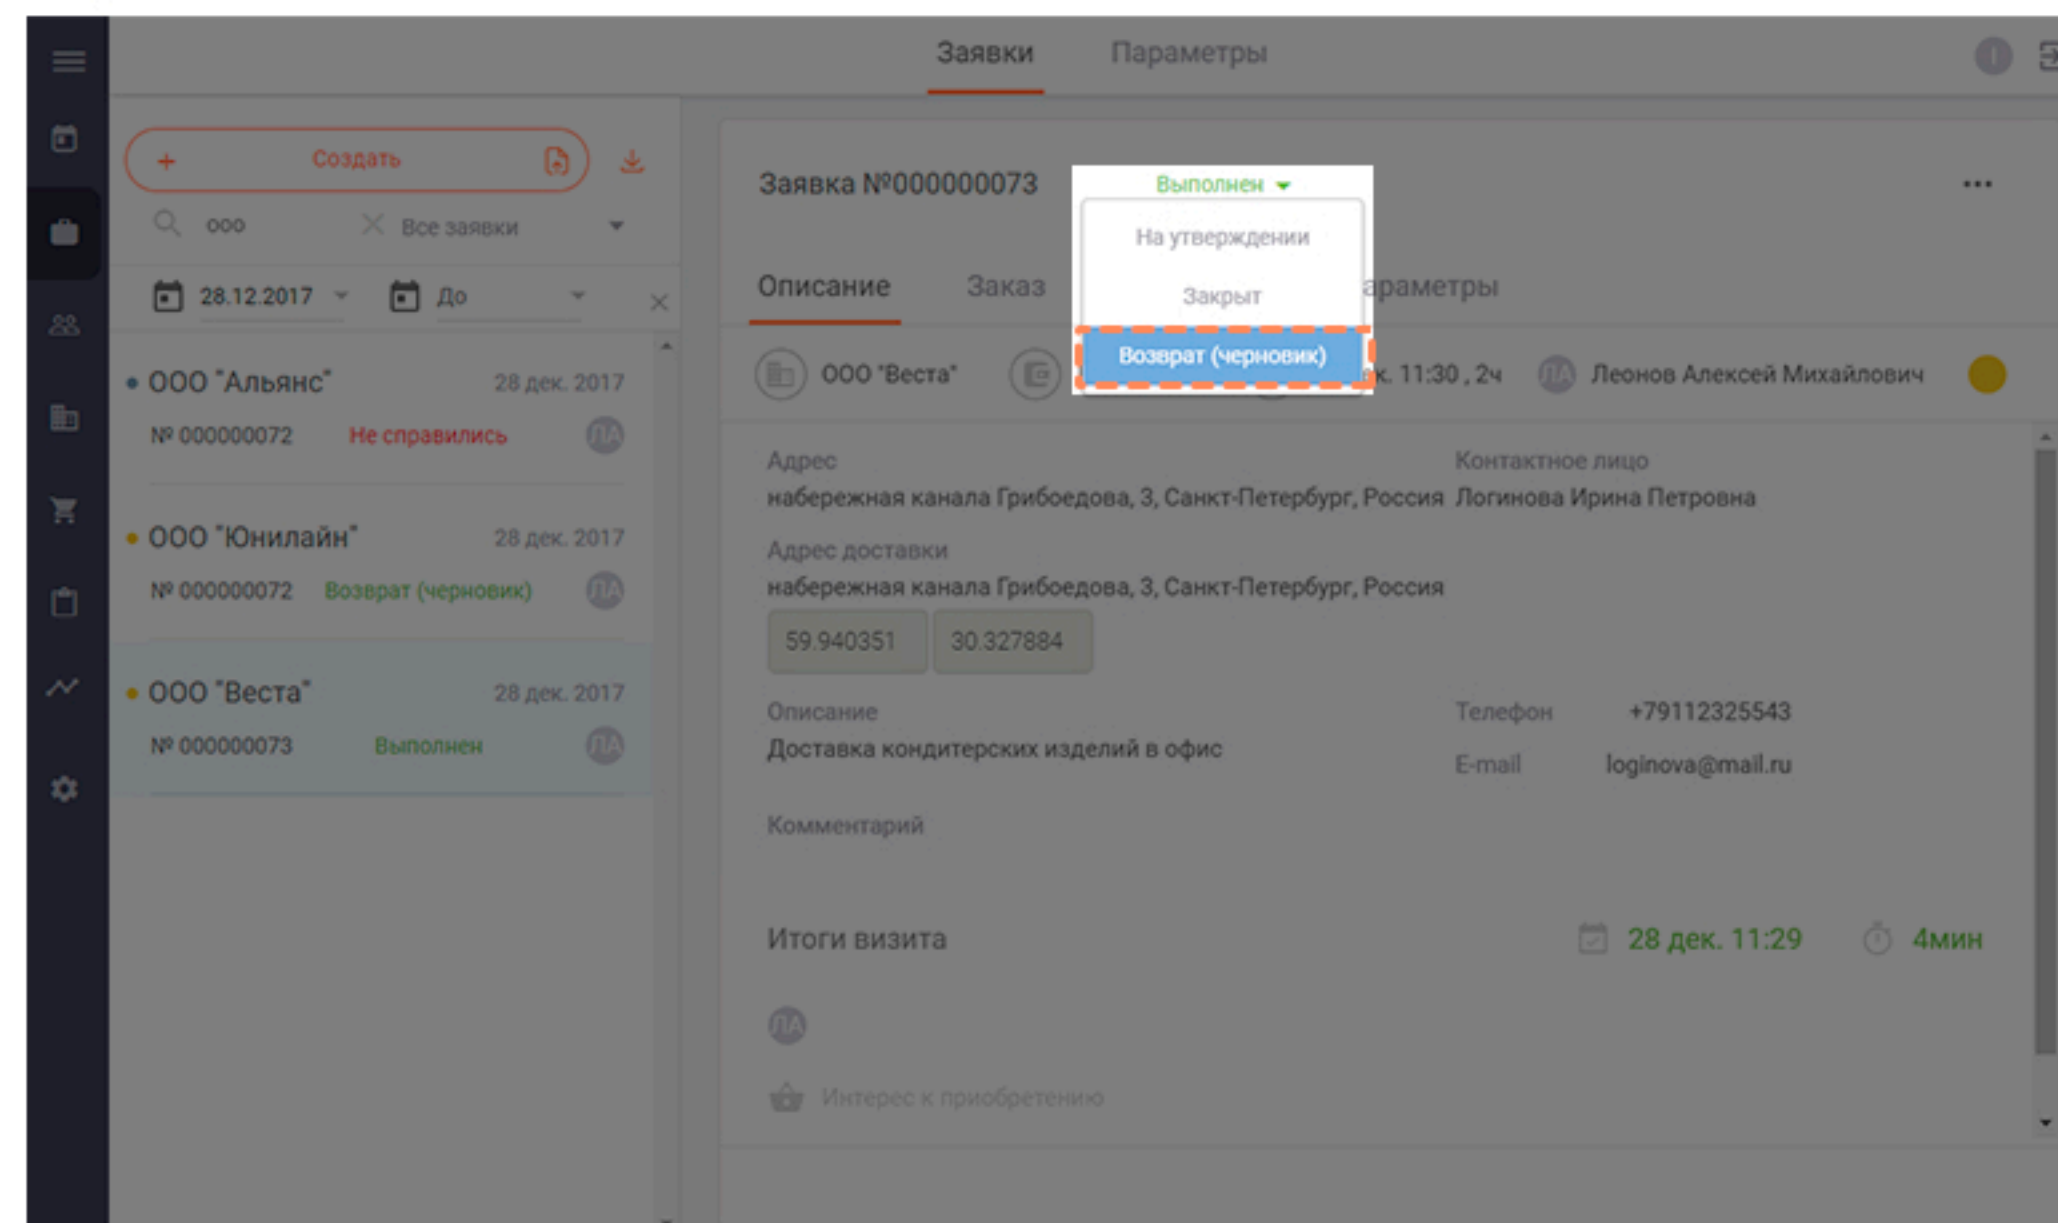 Заявки Параметры
Создать
ооо Все заявки
28.12.2017 До
ООО "Альянс" 28 дек. 2017
№ 000000072 Не справились ЛА
ООО "Юнилайн" 28 дек. 2017
№ 000000072 Возврат (черновик) ЛА
ООО "Веста" 28 дек. 2017
№ 000000073 Выполнен ЛА
Заявка №000000073 Выполнен
На утверждении
Закрыт
Возврат (черновик)
Описание Заказ араметры
ООО "Веста" к. 11:30 , 2ч ЛА Леонов Алексей Михайлович
Адрес Контактное лицо
набережная канала Грибоедова, 3, Санкт-Петербург, Россия Логинова Ирина Петровна
Адрес доставки
набережная канала Грибоедова, 3, Санкт-Петербург, Россия
59.940351 30.327884
Описание Телефон +79112325543
Доставка кондитерских изделий в офис
E-mail loginova@mail.ru
Комментарий
Итоги визита 28 дек. 11:29 4мин
ЛА
Интерес к приобретению